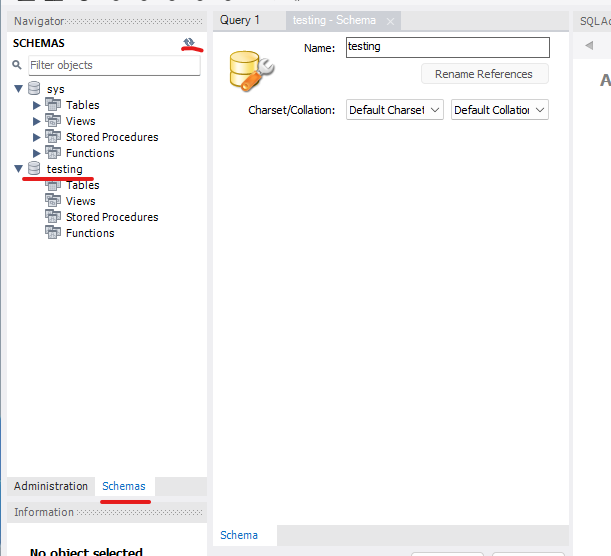 Navigator
SCHEMAS
Filter objects
sys
Tables
Views
Stored Procedures
Functions
testing
Tables
Views
Stored Procedures
Functions
Administration Schemas
Information
No object selected
Query 1 testing - Schema
Name: testing
Rename References
Charset/Collation: Default Charset Default Collation
Schema
SQLA
A